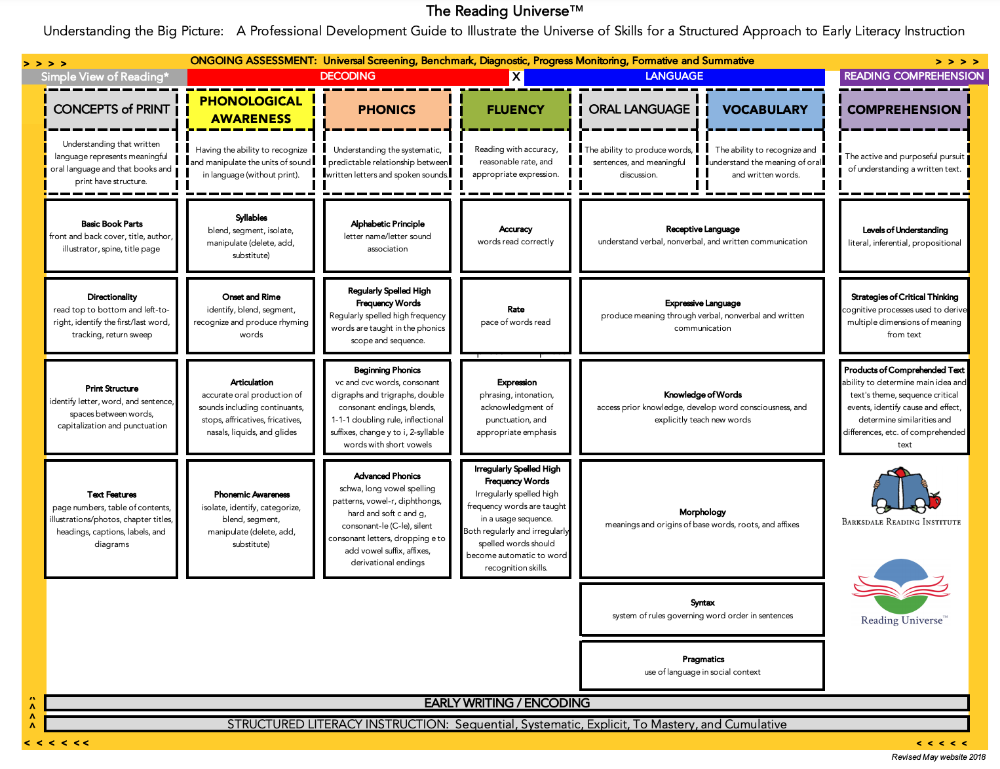 The Reading Universe™
Understanding the Big Picture: A Professional Development Guide to Illustrate the Universe of Skills for a Structured Approach to Early Literacy Instruction
> > > >
ONGOING ASSESSMENT: Universal Screening, Benchmark, Diagnostic, Progress Monitoring, Formative and Summative
> > > >
Simple View of Reading*
DECODING
X
LANGUAGE
READING COMPREHENSION
CONCEPTS of PRINT
Understanding that written
language represents meaningful
oral language and that books and
print have structure.
Basic Book Parts
front and back cover, title, author,
illustrator, spine, title page
Directionality
read top to bottom and left-to-
right, identify the first/last word,
tracking, return sweep
Print Structure
identify letter, word, and sentence,
spaces between words,
capitalization and punctuation
Text Features
page numbers, table of contents,
illustrations/photos, chapter titles,
headings, captions, labels, and
diagrams
PHONOLOGICAL
AWARENESS
Having the ability to recognize
and manipulate the units of sound
in language (without print).
Syllables
blend, segment, isolate,
manipulate (delete, add,
substitute)
Onset and Rime
identify, blend, segment,
recognize and produce rhyming
words
Articulation
accurate oral production of
sounds including continuants,
stops, affricatives, fricatives,
nasals, liquids, and glides
Phonemic Awareness
isolate, identify, categorize,
blend, segment,
manipulate (delete, add,
substitute)
PHONICS
Understanding the systematic,
predictable relationship between
written letters and spoken sounds.
Alphabetic Principle
letter name/letter sound
association
Regularly Spelled High
Frequency Words
Regularly spelled high frequency
words are taught in the phonics
scope and sequence.
Beginning Phonics
vc and cvc words, consonant
digraphs and trigraphs, double
consonant endings, blends,
1-1-1 doubling rule, inflectional
suffixes, change y to i, 2-syllable
words with short vowels
Advanced Phonics
schwa, long vowel spelling
patterns, vowel-r, diphthongs,
hard and soft c and g,
consonant-le (C-le), silent
consonant letters, dropping e to
add vowel suffix, affixes,
derivational endings
FLUENCY
Reading with accuracy,
reasonable rate, and
appropriate expression.
Accuracy
words read correctly
Rate
pace of words read
Expression
phrasing, intonation,
acknowledgment of
punctuation, and
appropriate emphasis
Irregularly Spelled High
Frequency Words
Irregularly spelled high
frequency words are taught
in a usage sequence.
Both regularly and irregularly
spelled words should
become automatic to word
recognition skills.
ORAL LANGUAGE
The ability to produce words,
sentences, and meaningful
discussion.
VOCABULARY
The ability to recognize and
understand the meaning of oral
and written words.
Receptive Language
understand verbal, nonverbal, and written communication
Expressive Language
produce meaning through verbal, nonverbal and written
communication
Knowledge of Words
access prior knowledge, develop word consciousness, and
explicitly teach new words
Morphology
meanings and origins of base words, roots, and affixes
Syntax
system of rules governing word order in sentences
Pragmatics
use of language in social context
COMPREHENSION
The active and purposeful pursuit
of understanding a written text.
Levels of Understanding
literal, inferential, propositional
Strategies of Critical Thinking
cognitive processes used to derive
multiple dimensions of meaning
from text
Products of Comprehended Text
ability to determine main idea and
text's theme, sequence critical
events, identify cause and effect,
determine similarities and
differences, etc. of comprehended
text
BARKSDALE READING INSTITUTE
Reading Universe™
EARLY WRITING / ENCODING
STRUCTURED LITERACY INSTRUCTION: Sequential, Systematic, Explicit, To Mastery, and Cumulative
< < < < < <
< < < < <
Revised May website 2018